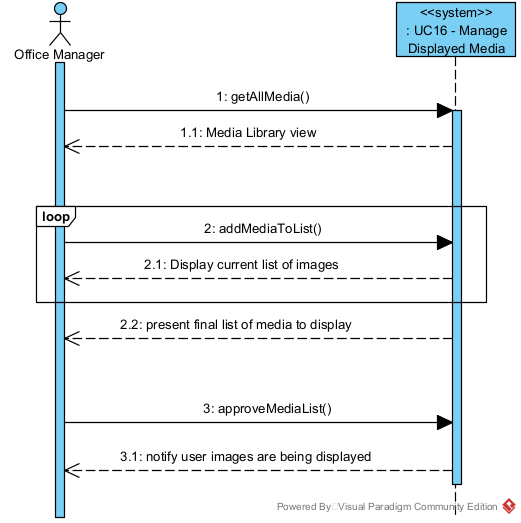 <<system>>
: UC16 - Manage
Displayed Media
Office Manager
1: getAllMedia()
1.1: Media Library view
loop
2: addMediaToList()
2.1: Display current list of images
2.2: present final list of media to display
3: approveMediaList()
3.1: notify user images are being displayed
Powered By Visual Paradigm Community Edition